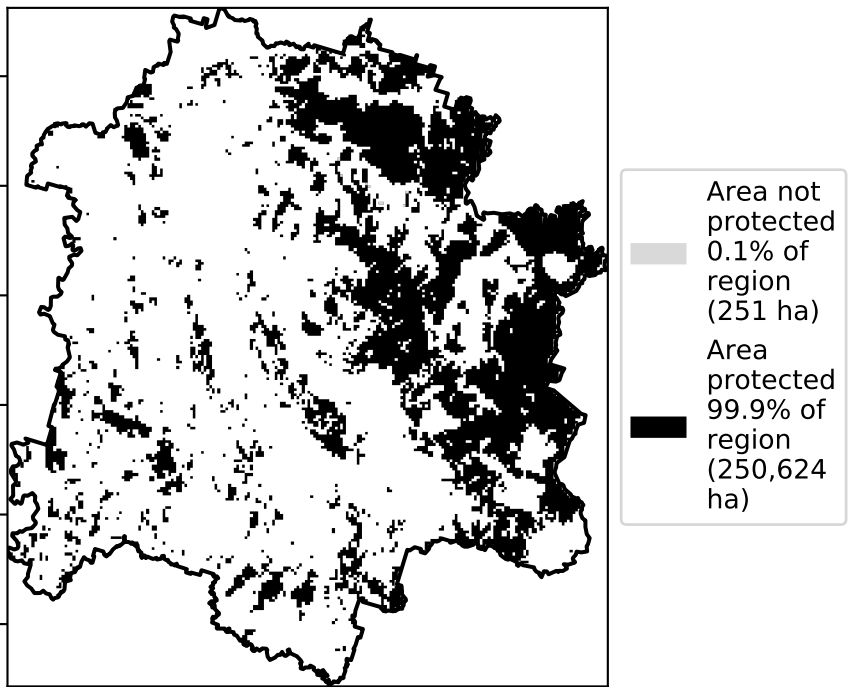 Area not
protected
0.1% of
region
(251 ha)
Area
protected
99.9% of
region
(250,624
ha)